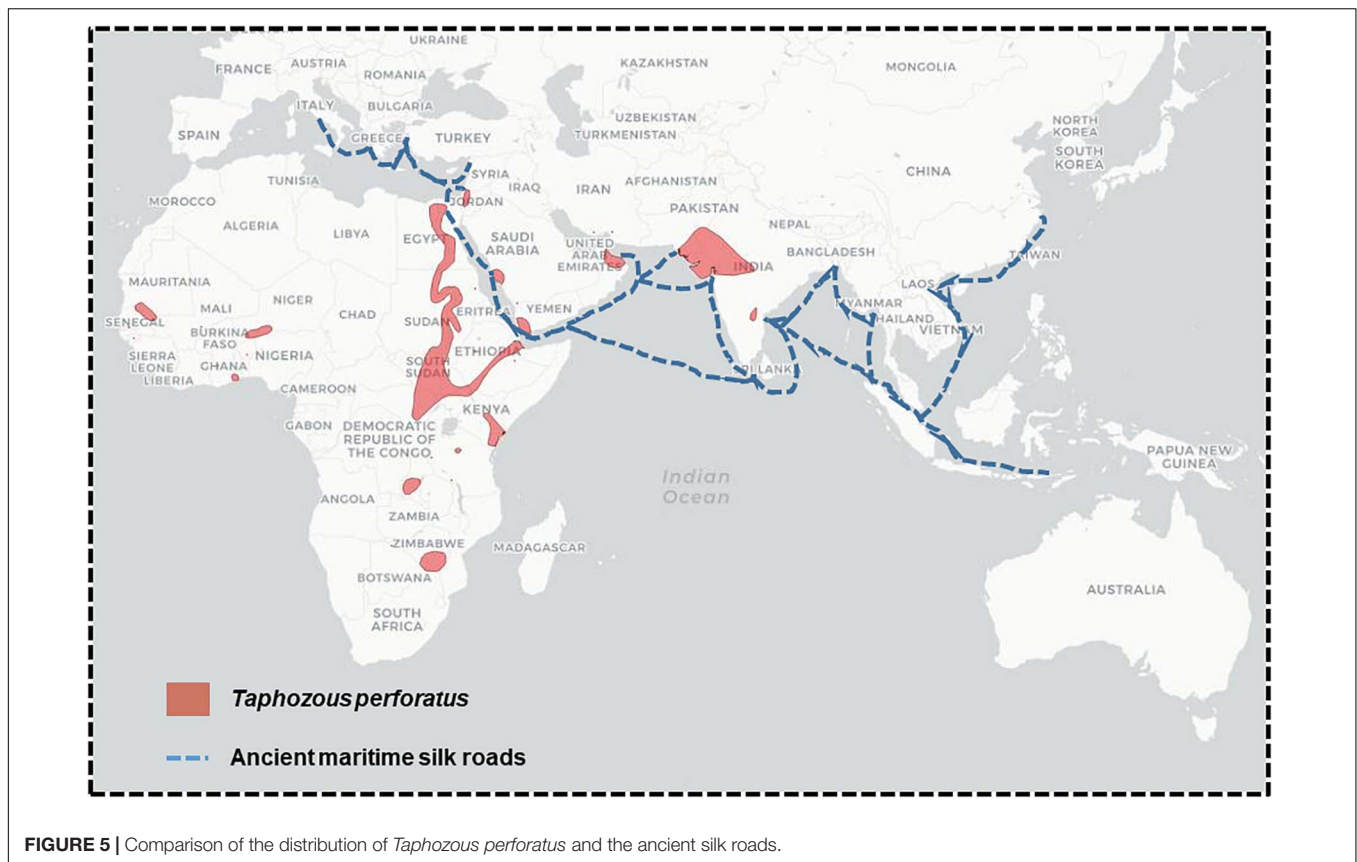 UKRAINE
FRANCE
AUSTRIA
KAZAKHSTAN
MONGOLIA
ROMANIA
ITALY
BULGARIA
UZBEKISTAN
NORTH
KOREA
SPAIN
GREECE
TURKEY
TURKMENISTAN
SOUTH
KOREA
TUNISIA
SYRIA
IRAQ
IRAN
AFGHANISTAN
CHINA
MOROCCO
JORDAN
PAKISTAN
ALGERIA
LIBYA
EGYPT
SAUDI
ARABIA
UNITED
ARAB
EMIRATES
NEPAL
BANGLADESH
INDIA
TAIWAN
MAURITANIA
MALI
NIGER
CHAD
SUDAN
ERITREA
YEMEN
LAOS
MYANMAR
THAILAND
VIETNAM
SENEGAL
BURKINA
FASO
NIGERIA
ETHIOPIA
SIERRA
LEONE
GHANA
LIBERIA
SOUTH
SUDAN
SRI LANKA
CAMEROON
KENYA
GABON
DEMOCRATIC
REPUBLIC OF
THE CONGO
PAPUA NEW
GUINEA
Indian
Ocean
ANGOLA
ZAMBIA
ZIMBABWE
MADAGASCAR
BOTSWANA
AUSTRALIA
SOUTH
AFRICA
Taphozous perforatus
Ancient maritime silk roads
FIGURE 5 | Comparison of the distribution of Taphozous perforatus and the ancient silk roads.